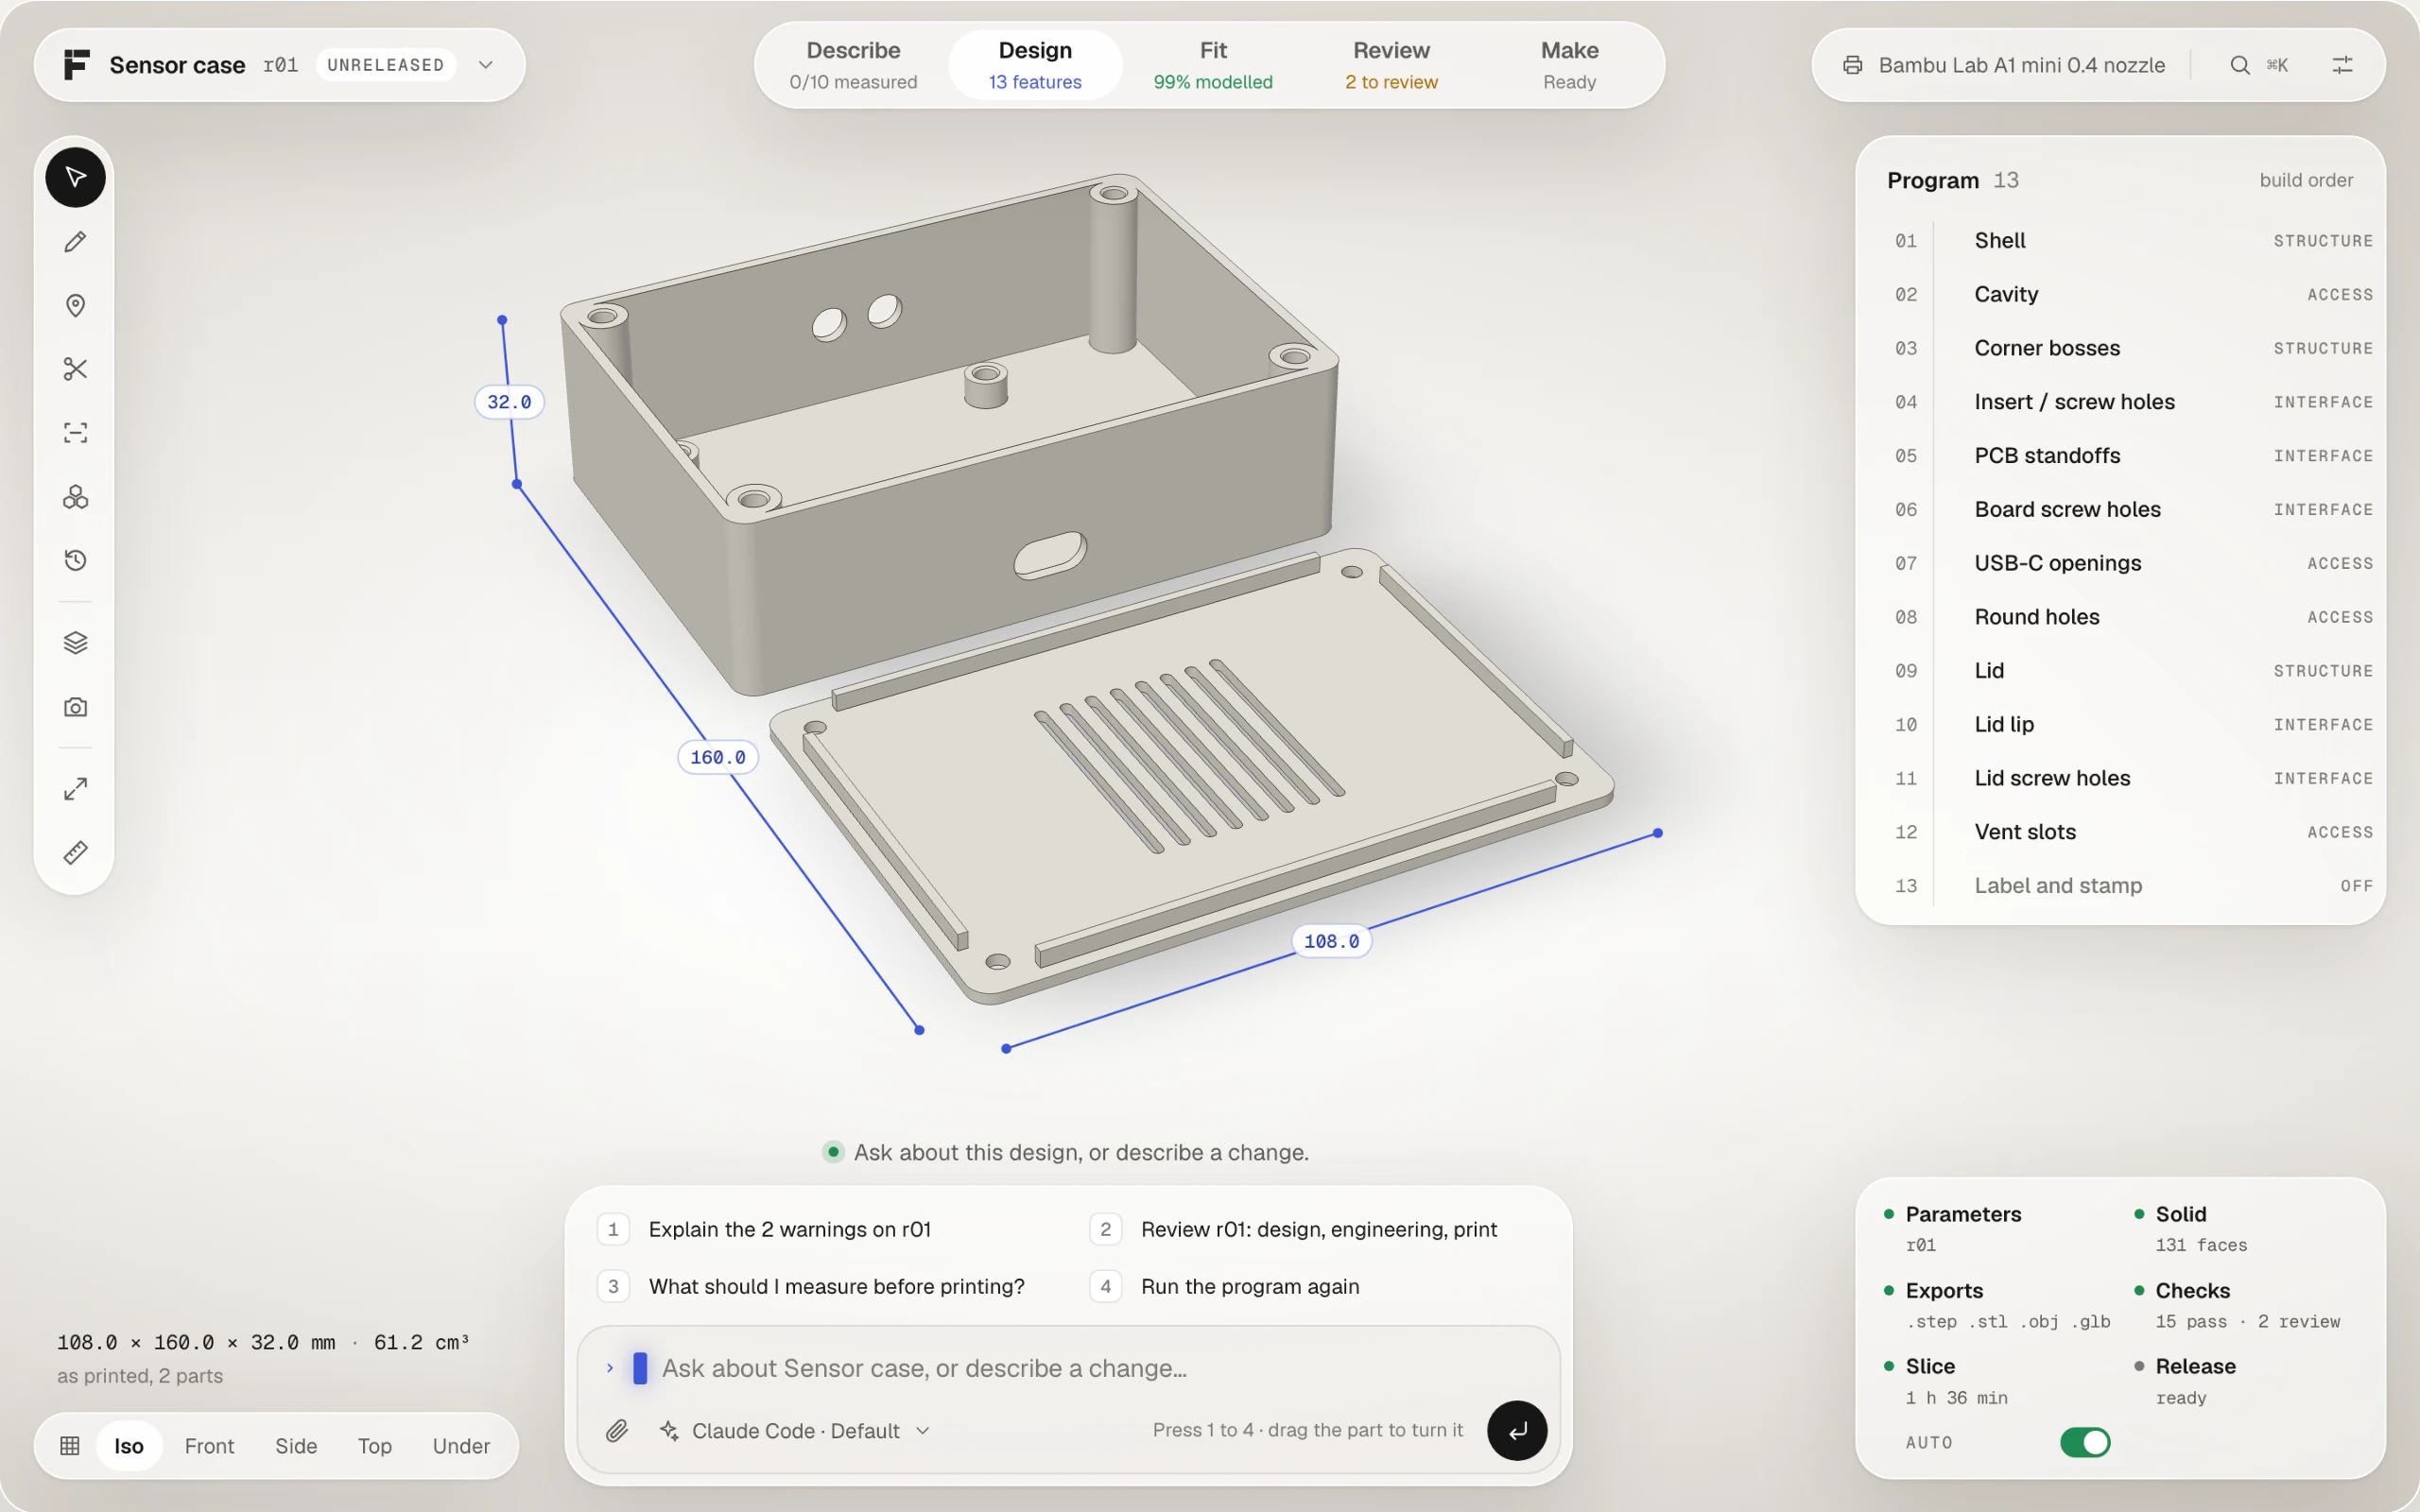 Sensor case r01 UNRELEASED
Describe
0/10 measured
Design
13 features
Fit
99% modelled
Review
2 to review
Make
Ready
Bambu Lab A1 mini 0.4 nozzle
⌘K
Program 13 build order
01 Shell STRUCTURE
02 Cavity ACCESS
03 Corner bosses STRUCTURE
04 Insert / screw holes INTERFACE
05 PCB standoffs INTERFACE
06 Board screw holes INTERFACE
07 USB-C openings ACCESS
08 Round holes ACCESS
09 Lid STRUCTURE
10 Lid lip INTERFACE
11 Lid screw holes INTERFACE
12 Vent slots ACCESS
13 Label and stamp OFF
32.0
160.0
108.0
Ask about this design, or describe a change.
1 Explain the 2 warnings on r01
2 Review r01: design, engineering, print
3 What should I measure before printing?
4 Run the program again
› Ask about Sensor case, or describe a change…
Claude Code · Default
Press 1 to 4 · drag the part to turn it
108.0 × 160.0 × 32.0 mm · 61.2 cm³
as printed, 2 parts
Iso Front Side Top Under
Parameters
r01
Solid
131 faces
Exports
.step .stl .obj .glb
Checks
15 pass · 2 review
Slice
1 h 36 min
Release
ready
AUTO